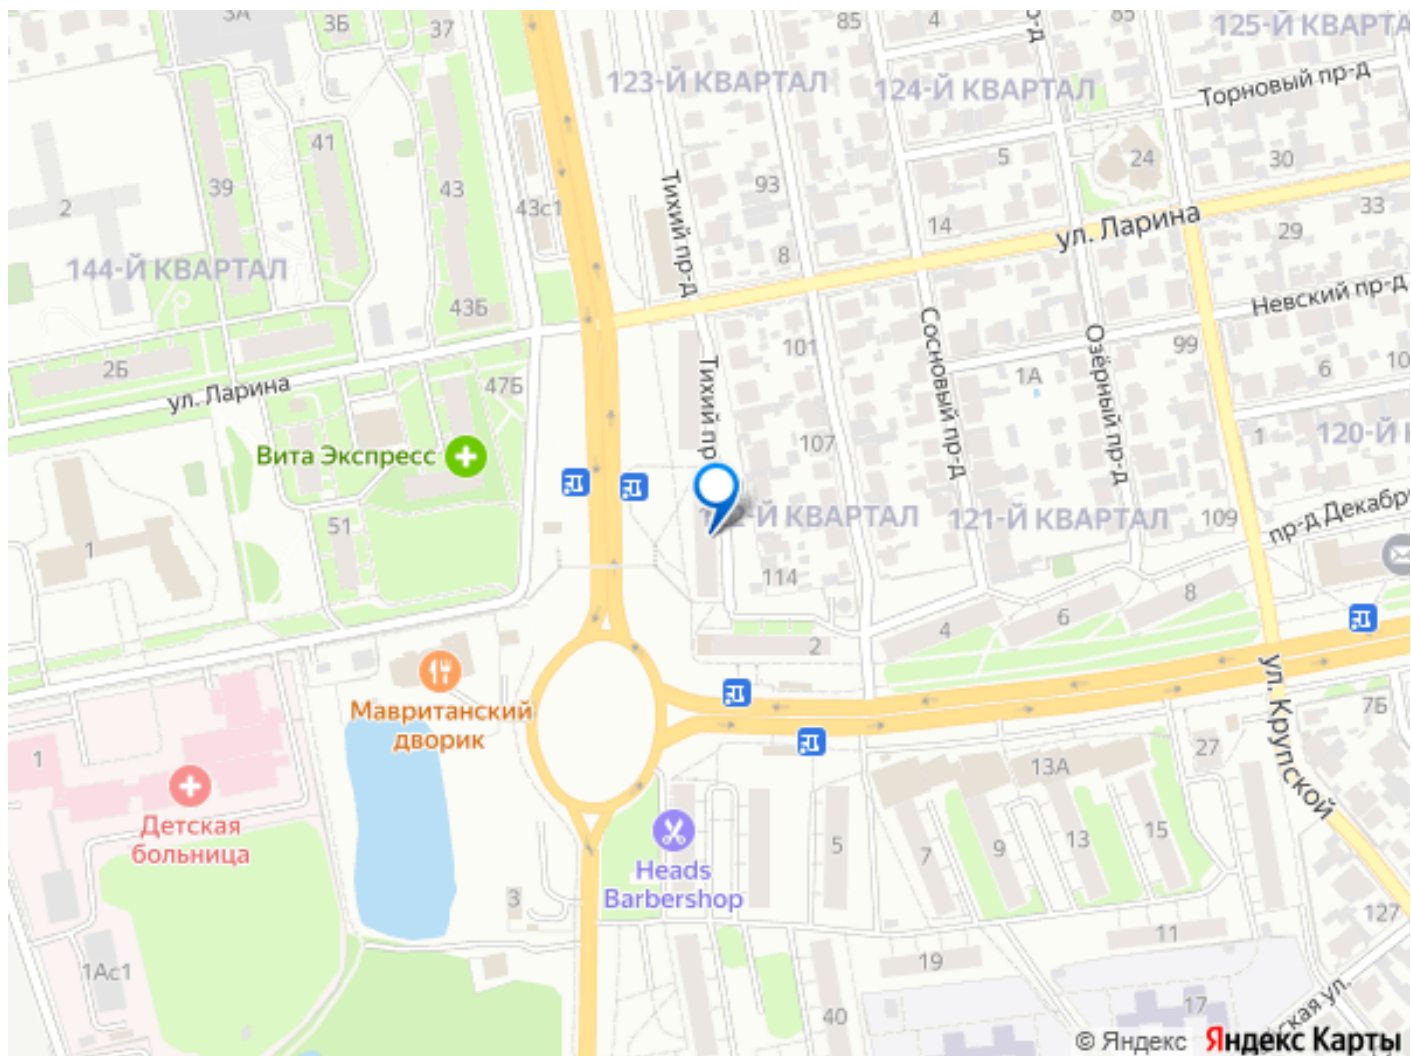 3А
3Б
37
85
4
р-д
85
125-Й КВАРТА
123-Й КВАРТАЛ
124-Й КВАРТАЛ
Торновый пр-д
41
39
43
2
43с1
Тихий пр-д
93
5
24
30
14
ул. Ларина
33
29
8
144-Й КВАРТАЛ
43Б
Невский пр-д
Сосновый пр-д
Озёрный пр-д
99
101
2Б
ул. Ларина
47Б
Тихий пр
1А
6
10
107
1
120-Й К
Вита Экспресс
51
1
-Й КВАРТАЛ
121-Й КВАРТАЛ
109
пр-д Декабри
114
8
6
4
2
Мавританский
дворик
ул. Крупской
7Б
27
1
13А
Детская
больница
5
7
9
13
15
Heads
Barbershop
3
127
11
1Ас1
19
17
40
ская ул.
© Яндекс Яндекс Карты